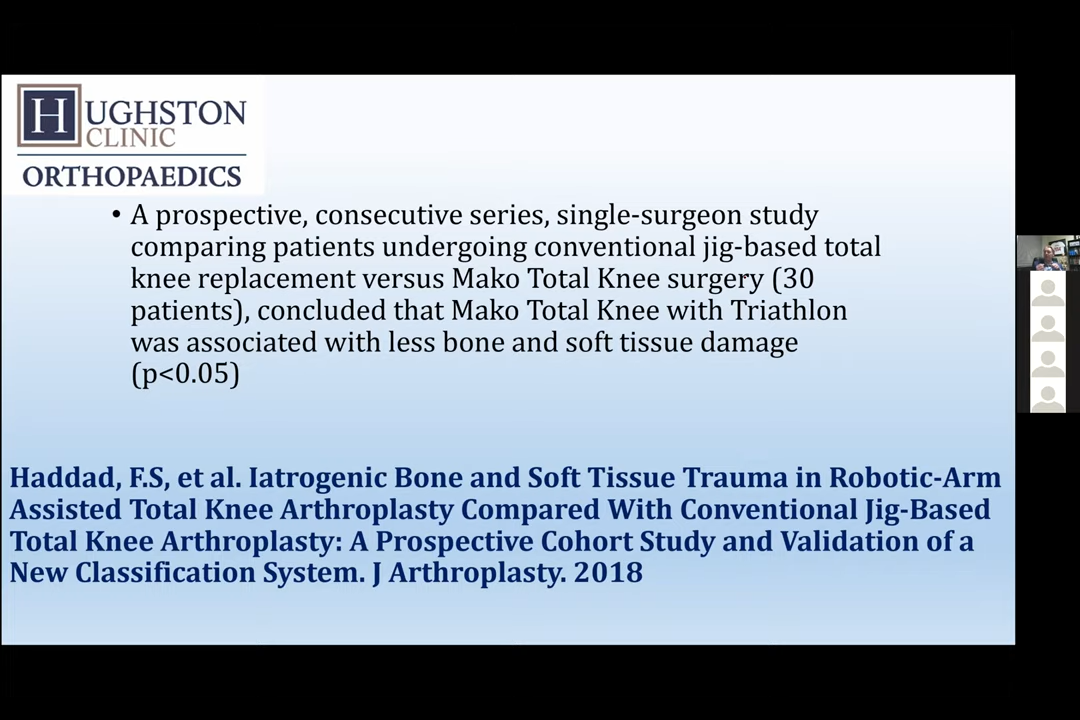 HUGHSTON
CLINIC
ORTHOPAEDICS
• A prospective, consecutive series, single-surgeon study
comparing patients undergoing conventional jig-based total
knee replacement versus Mako Total Knee surgery (30
patients), concluded that Mako Total Knee with Triathlon
was associated with less bone and soft tissue damage
(p<0.05)
Haddad, F.S, et al. Iatrogenic Bone and Soft Tissue Trauma in Robotic-Arm
Assisted Total Knee Arthroplasty Compared With Conventional Jig-Based
Total Knee Arthroplasty: A Prospective Cohort Study and Validation of a
New Classification System. J Arthroplasty. 2018